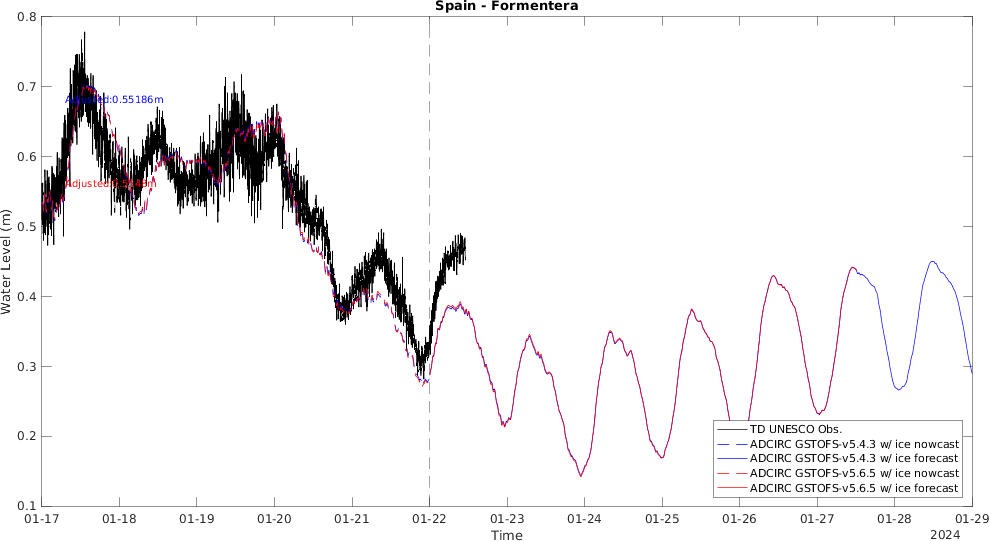 Spain - Formentera
0.8
0.7
0.6
0.5
0.4
0.3
0.2
0.1
Water Level (m)
Adjusted:0.55186m
TD UNESCO Obs.
ADCIRC GSTOFS-v5.4.3 w/ ice nowcast
ADCIRC GSTOFS-v5.4.3 w/ ice forecast
ADCIRC GSTOFS-v5.6.5 w/ ice nowcast
ADCIRC GSTOFS-v5.6.5 w/ ice forecast
01-17 01-18 01-19 01-20 01-21 01-22 01-23 01-24 01-25 01-26 01-27 01-28 01-29
Time
2024